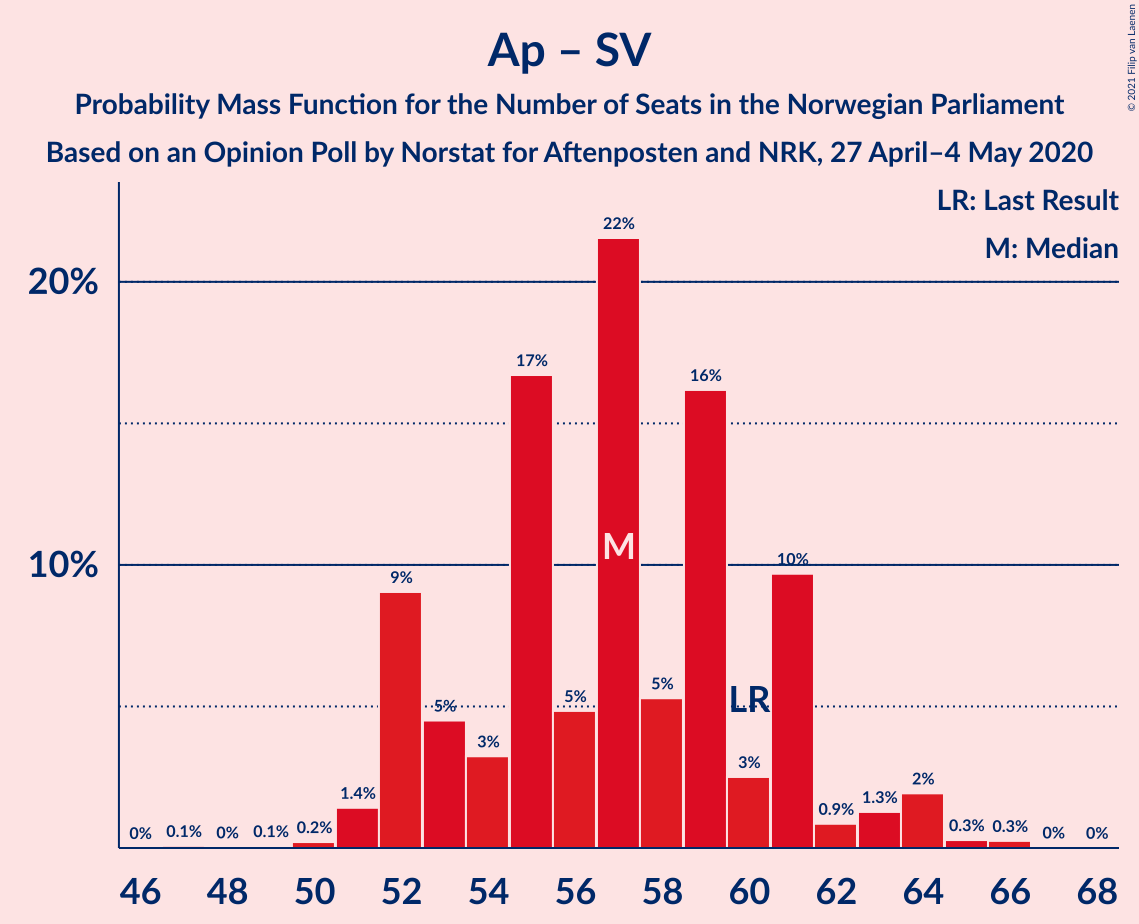 Ap – SV
Probability Mass Function for the Number of Seats in the Norwegian Parliament
Based on an Opinion Poll by Norstat for Aftenposten and NRK, 27 April–4 May 2020
© 2021 Filip van Laenen
LR: Last Result
M: Median
20%
10%
0%
0.1%
0%
0.1%
0.2%
1.4%
9%
5%
3%
17%
5%
22%
5%
16%
3%
10%
0.9%
1.3%
2%
0.3%
0.3%
0%
0%
M
LR
46 48 50 52 54 56 58 60 62 64 66 68